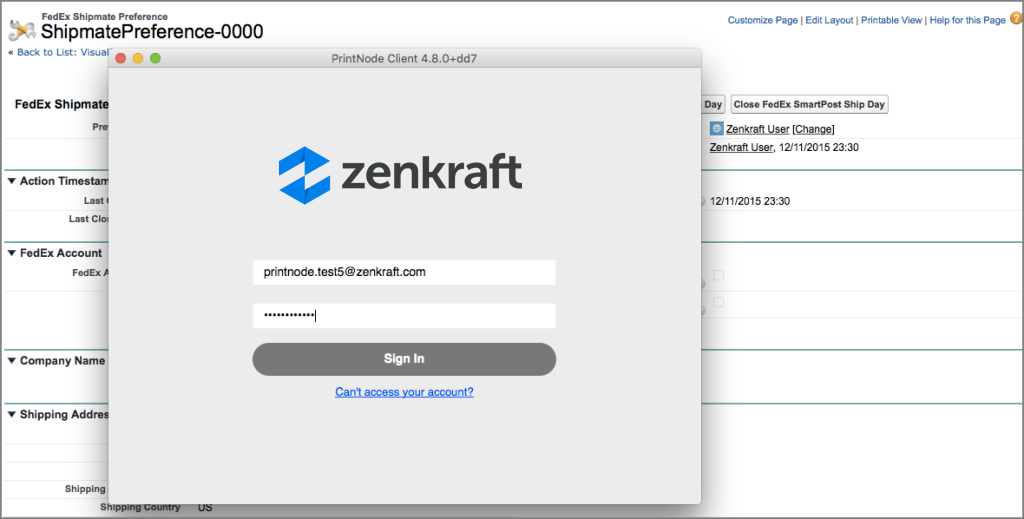 FedEx Shipmate Preference
ShipmatePreference-0000
Customize Page | Edit Layout | Printable View | Help for this Page
« Back to List: Visual
PrintNode Client 4.8.0+dd7
FedEx Shipmate
Day
Close FedEx SmartPost Ship Day
Zenkraft User [Change]
Zenkraft User, 12/11/2015 23:30
zenkraft
Action Timestam
Last
12/11/2015 23:30
Last Clo
FedEx Account
FedEx A
printnode.test5@zenkraft.com
••••••••••••
Sign In
Company Name
Can't access your account?
Shipping Addres
Shipping
Shipping Country US